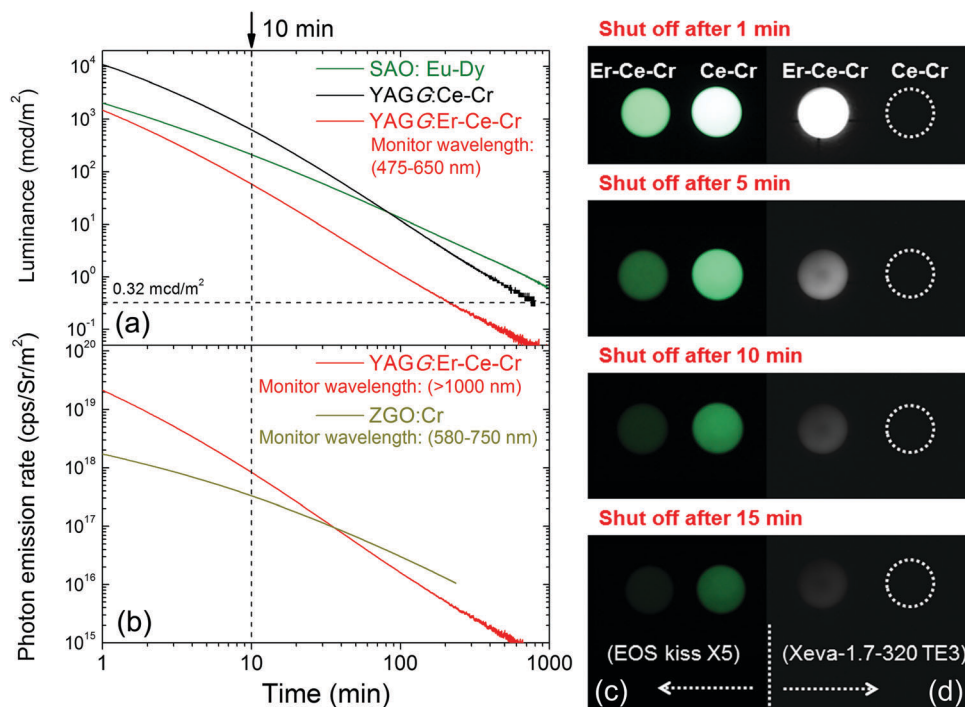 10 min
SAO: Eu-Dy
YAGG:Ce-Cr
YAGG:Er-Ce-Cr
Monitor wavelength:
(475-650 nm)
Luminance (mcd/m²)
10⁴
10³
10²
10¹
10⁰
10⁻¹
0.32 mcd/m²
(a)
YAGG:Er-Ce-Cr
Monitor wavelength: (>1000 nm)
ZGO:Cr
Monitor wavelength: (580-750 nm)
Photon emission rate (cps/Sr/m²)
10²⁰
10¹⁹
10¹⁸
10¹⁷
10¹⁶
10¹⁵
(b)
1 10 100 1000
Time (min)
Shut off after 1 min
Er-Ce-Cr Ce-Cr Er-Ce-Cr Ce-Cr
Shut off after 5 min
Shut off after 10 min
Shut off after 15 min
(EOS kiss X5) (Xeva-1.7-320 TE3)
(c) (d)